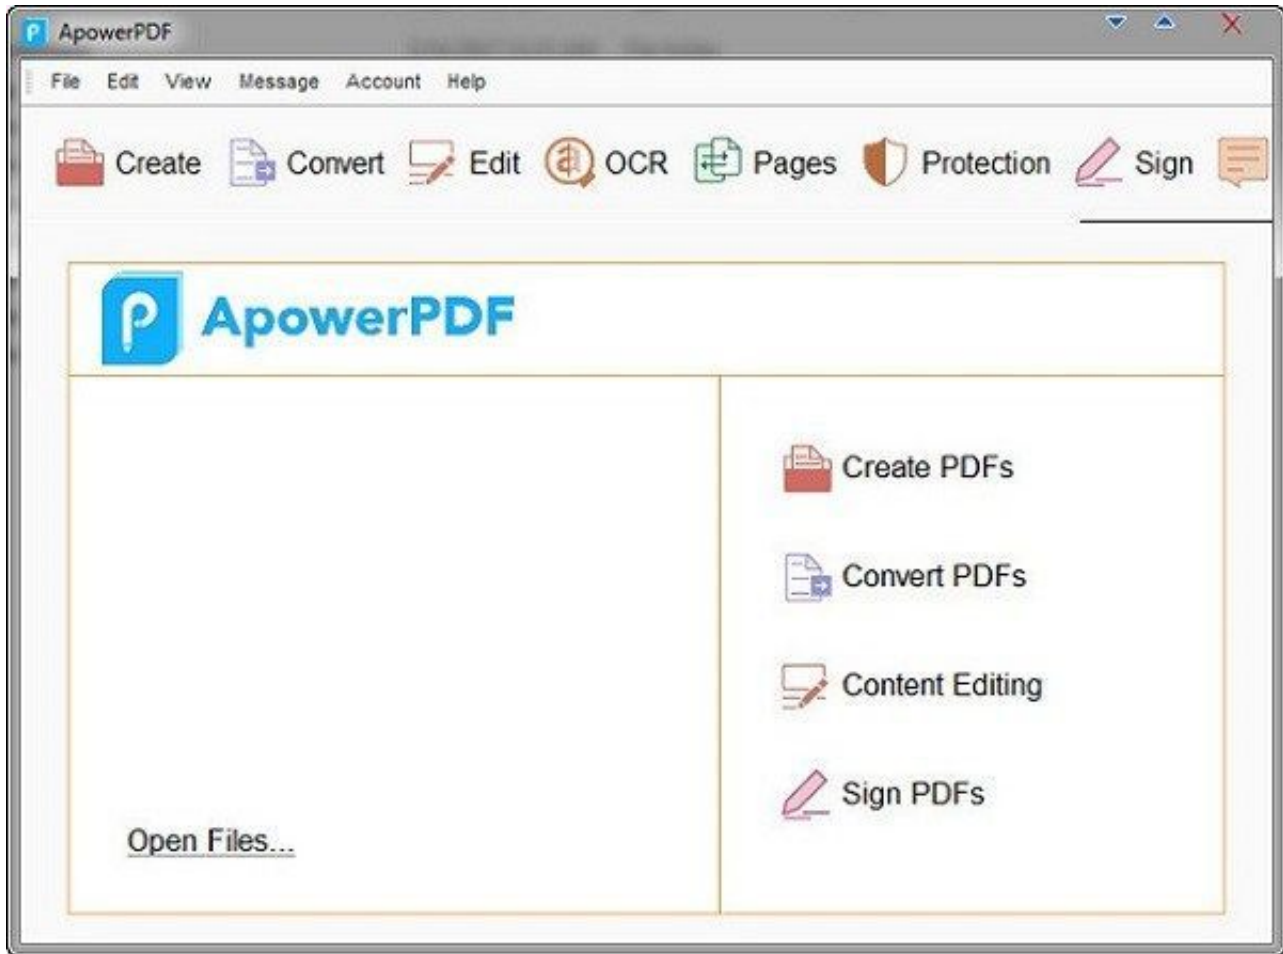 ApowerPDF
File Edit View Message Account Help
Create Convert Edit OCR Pages Protection Sign
ApowerPDF
Create PDFs
Convert PDFs
Content Editing
Sign PDFs
Open Files...